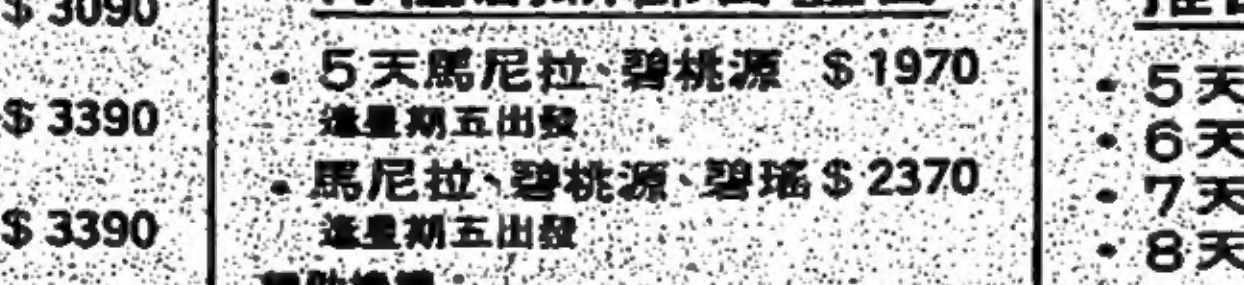 $ 3090
$ 3390
$ 3390
• 5天馬尼拉、碧桃源 $1970
逢星期五出發
• 馬尼拉、碧桃源、碧瑤 $2370
逢星期五出發
• 5天
• 6天
• 7天
• 8天